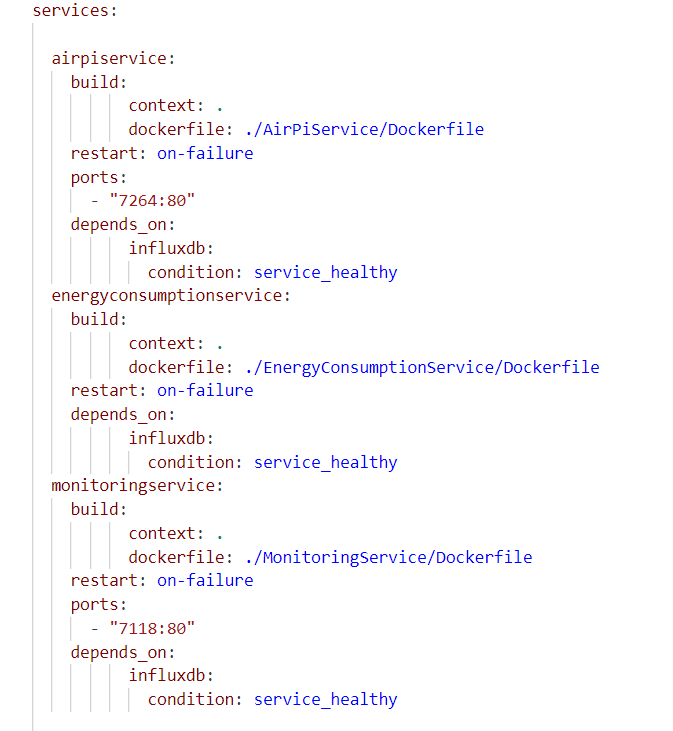 services:
airpiservice:
build:
context: .
dockerfile: ./AirPiService/Dockerfile
restart: on-failure
ports:
- "7264:80"
depends_on:
influxdb:
condition: service_healthy
energyconsumptionservice:
build:
context: .
dockerfile: ./EnergyConsumptionService/Dockerfile
restart: on-failure
depends_on:
influxdb:
condition: service_healthy
monitoringservice:
build:
context: .
dockerfile: ./MonitoringService/Dockerfile
restart: on-failure
ports:
- "7118:80"
depends_on:
influxdb:
condition: service_healthy